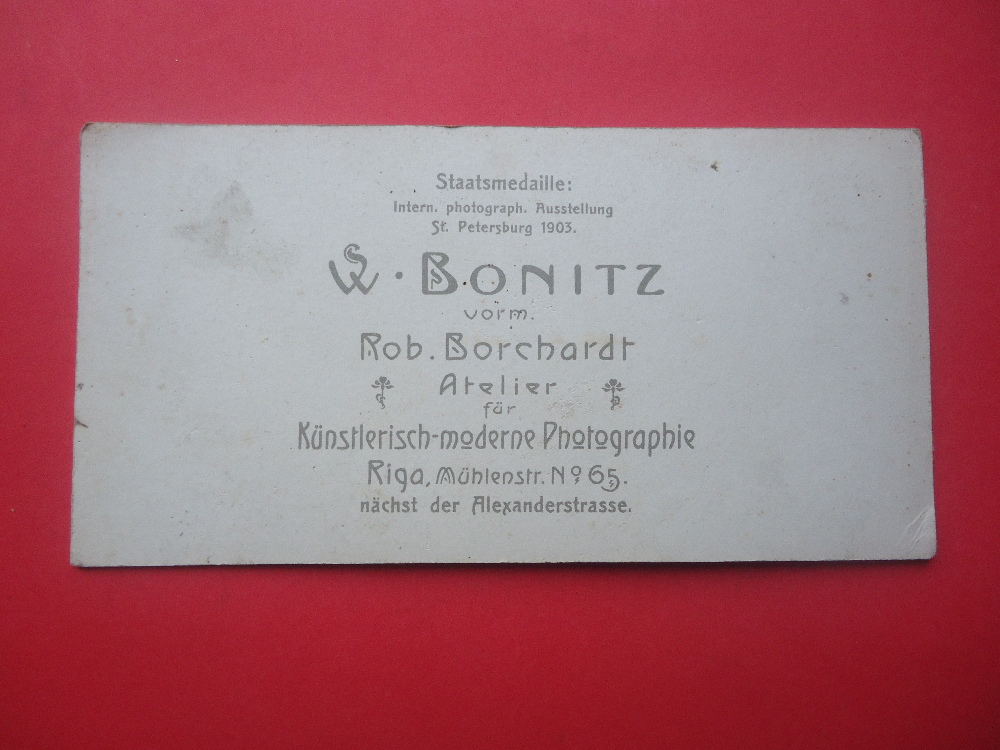 Staatsmedaille:
Intern. photograph. Ausstellung
St. Petersburg 1903.
W. BONITZ
vorm.
Rob. Borchardt
Atelier
für
Künstlerisch-moderne Photographie
Riga, Mühlenstr. No 65.
nächst der Alexanderstrasse.